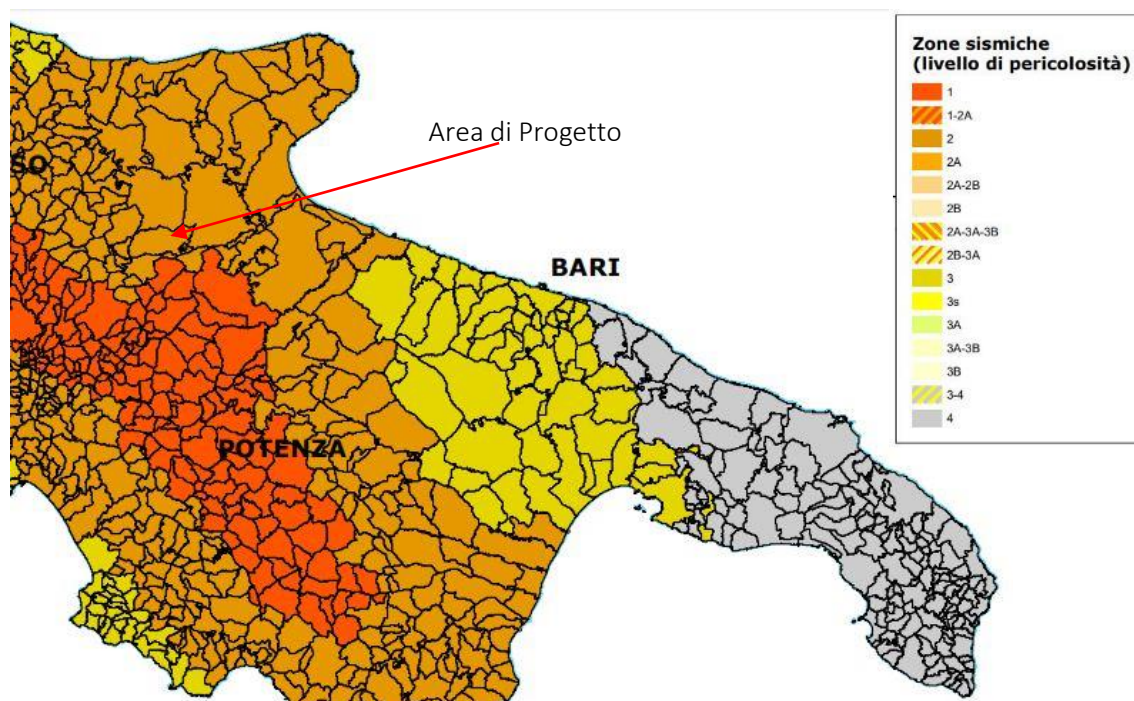 Area di Progetto
SO
BARI
POTENZA
Zone sismiche
(livello di pericolosità)
1
1-2A
2
2A
2A-2B
2B
2A-3A-3B
2B-3A
3
3s
3A
3A-3B
3B
3-4
4